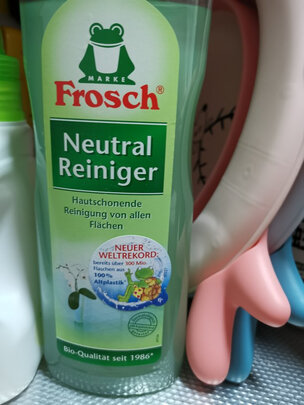 MARKE
Frosch®
Neutral
Reiniger
Hautschonende
Reinigung von allen
Flächen
NEUER
WELTREKORD:
bereits über 300 Mio.
Flaschen aus
100%
Altplastik*
Bio-Qualität seit 1986*